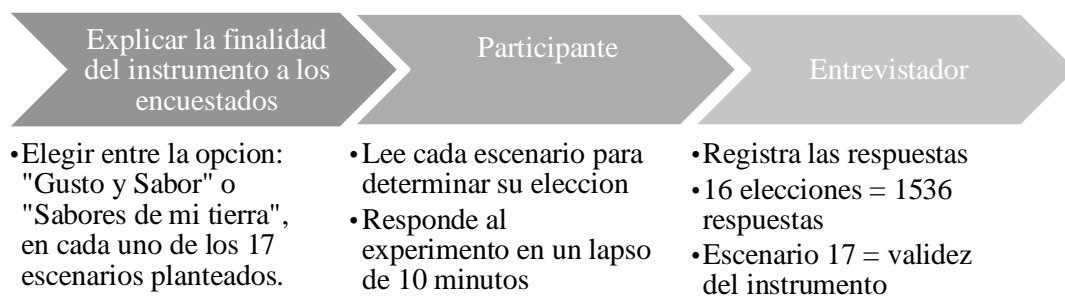 Explicar la finalidad
del instrumento a los
encuestados
•Elegir entre la opcion:
"Gusto y Sabor" o
"Sabores de mi tierra",
en cada uno de los 17
escenarios planteados.
Participante
•Lee cada escenario para
determinar su eleccion
•Responde al
experimento en un lapso
de 10 minutos
Entrevistador
•Registra las respuestas
•16 elecciones = 1536
respuestas
•Escenario 17 = validez
del instrumento